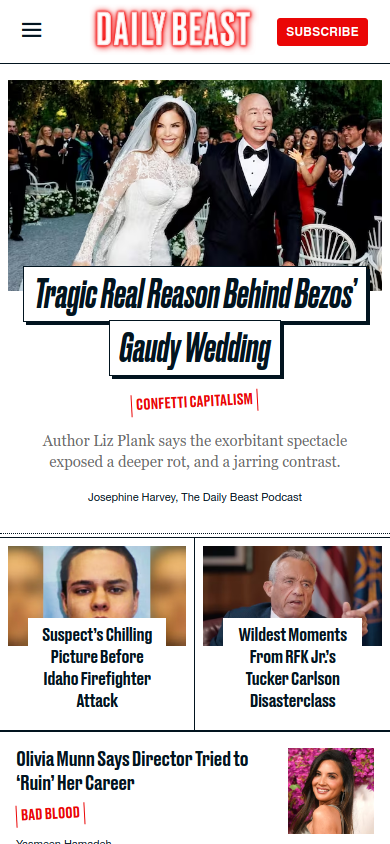 DAILY BEAST
SUBSCRIBE
Tragic Real Reason Behind Bezos’
Gaudy Wedding
CONFETTI CAPITALISM
Author Liz Plank says the exorbitant spectacle
exposed a deeper rot, and a jarring contrast.
Josephine Harvey, The Daily Beast Podcast
Suspect’s Chilling
Picture Before
Idaho Firefighter
Attack
Wildest Moments
From RFK Jr.’s
Tucker Carlson
Disasterclass
Olivia Munn Says Director Tried to
‘Ruin’ Her Career
BAD BLOOD
Yasmeen Hamadeh